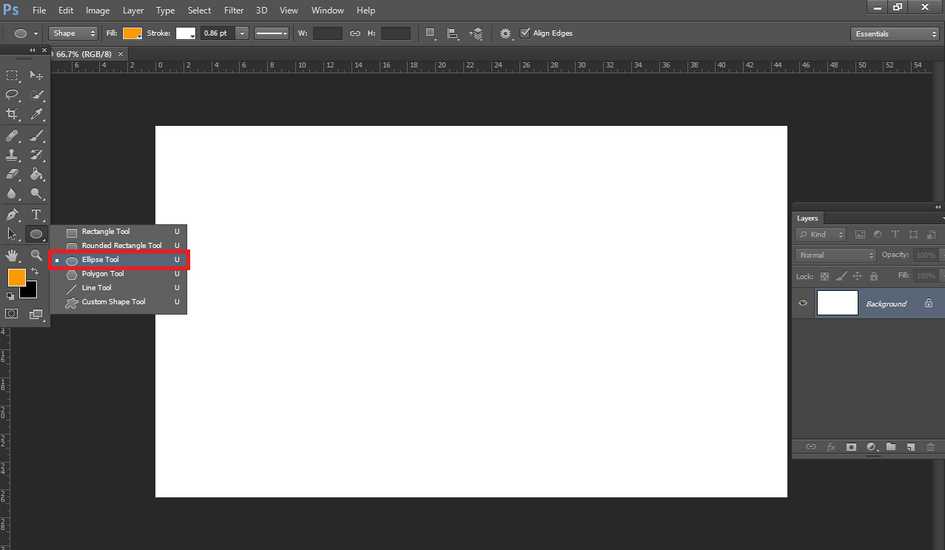 Ps File Edit Image Layer Type Select Filter 3D View Window Help
Shape Fill: Stroke: 0.86 pt W: H: Align Edges Essentials
66.7% (RGB/8) ×
6 4 2 0 2 4 6 8 10 12 14 16 18 20 22 24 26 28 30 32 34 36 38 40 42 44 46 48 50 52 54
Rectangle Tool U
Rounded Rectangle Tool U
Ellipse Tool U
Polygon Tool U
Line Tool U
Custom Shape Tool U
Layers
Kind
Normal Opacity: 100%
Lock: Fill: 100%
Background